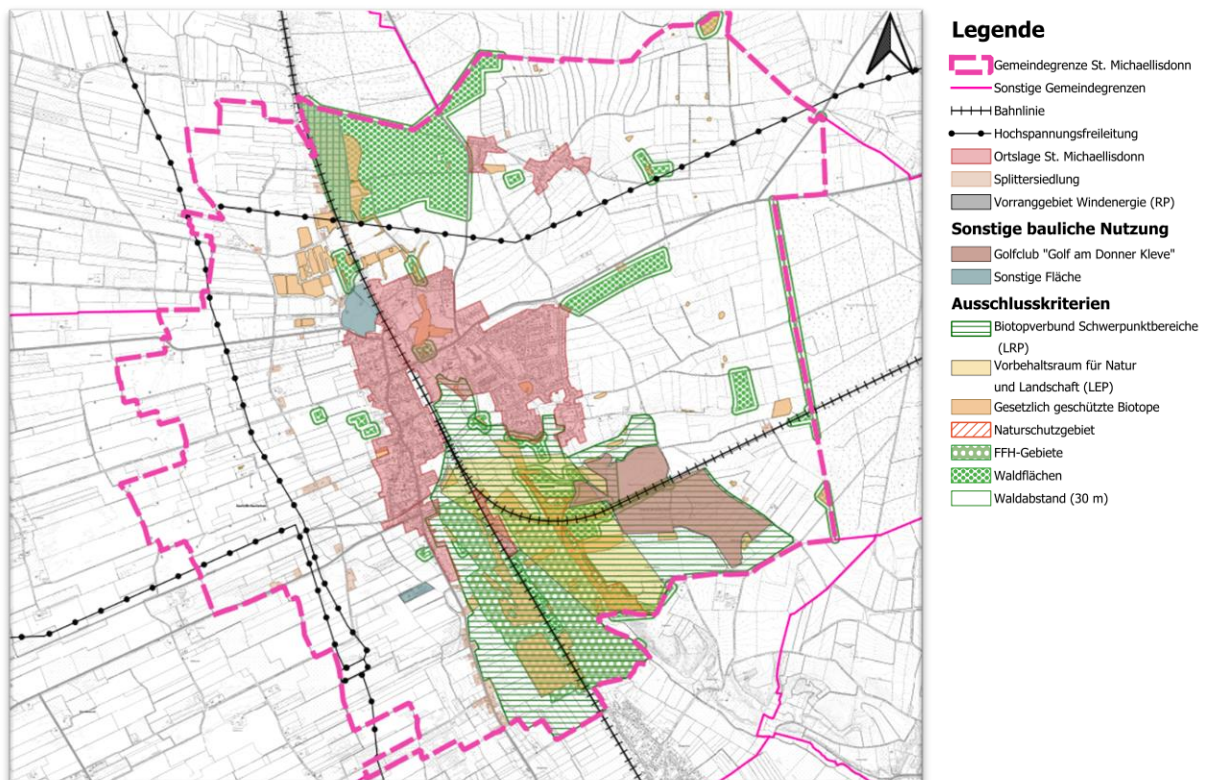 Legende
Gemeindegrenze St. Michaellisdonn
Sonstige Gemeindegrenzen
Bahnlinie
Hochspannungsfreileitung
Ortslage St. Michaellisdonn
Splittersiedlung
Vorranggebiet Windenergie (RP)
Sonstige bauliche Nutzung
Golfclub "Golf am Donner Kleve"
Sonstige Fläche
Ausschlusskriterien
Biotopverbund Schwerpunktbereiche
(LRP)
Vorbehaltsraum für Natur
und Landschaft (LEP)
Gesetzlich geschützte Biotope
Naturschutzgebiet
FFH-Gebiete
Waldflächen
Waldabstand (30 m)